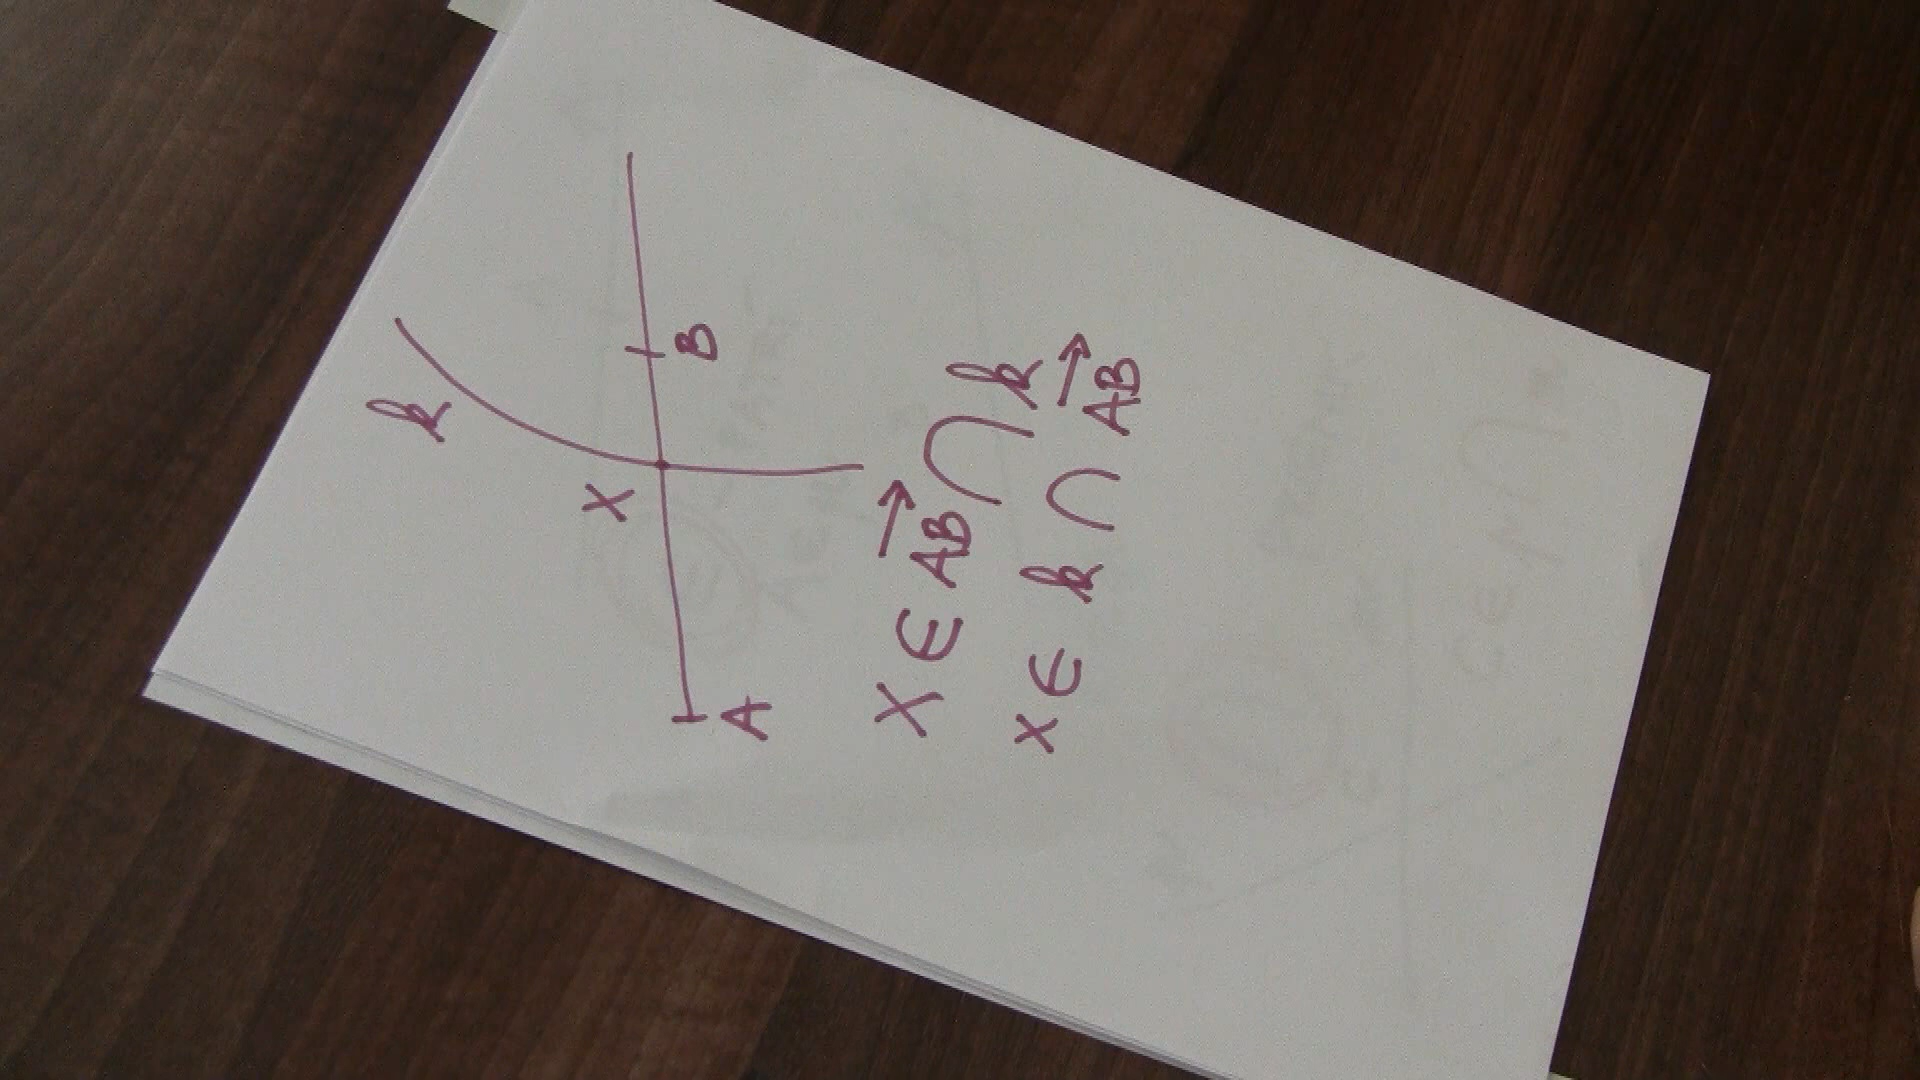 k
X
A B
X ∈ AB→ ∩ k
X ∈ k ∩ AB→